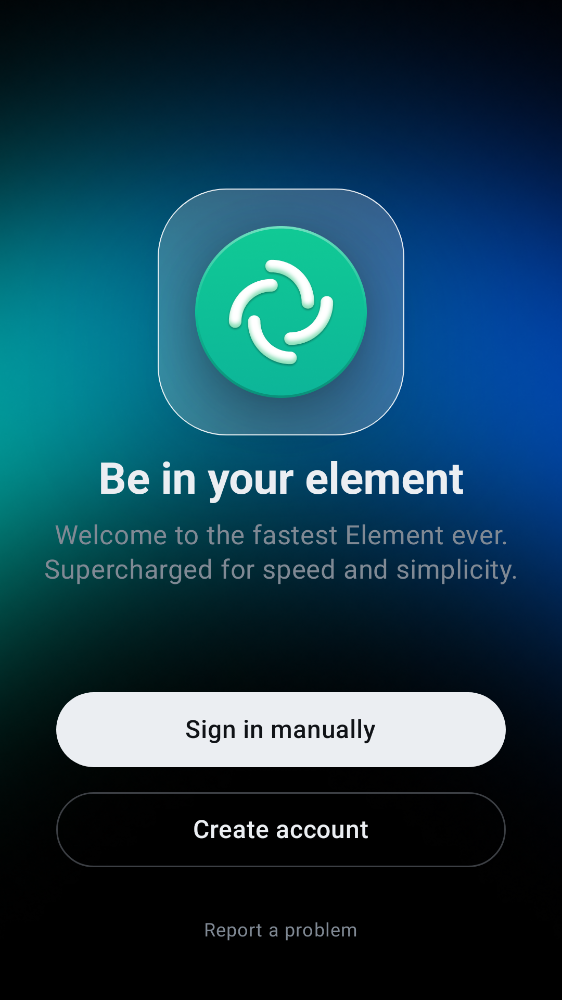 Be in your element
Welcome to the fastest Element ever.
Supercharged for speed and simplicity.
Sign in manually
Create account
Report a problem